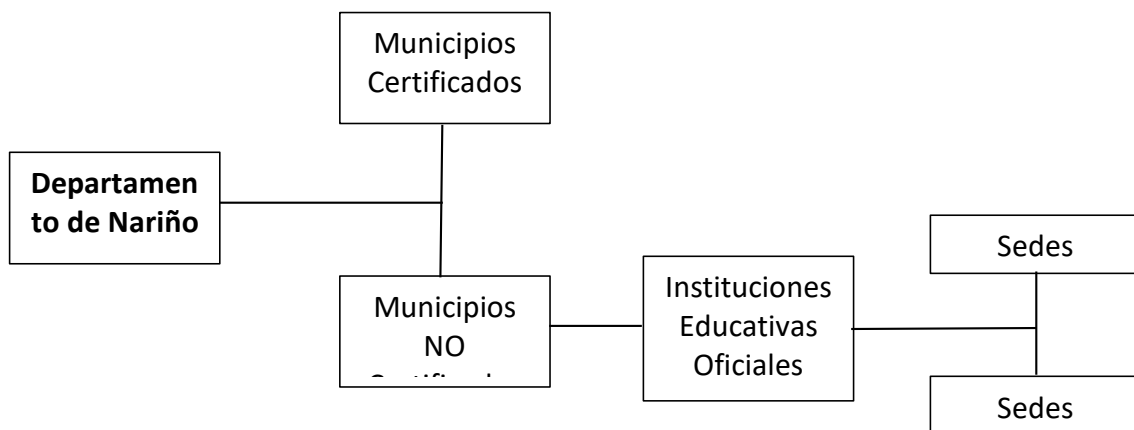 Municipios
Certificados
Departamen
to de Nariño
Municipios
NO
Instituciones
Educativas
Oficiales
Sedes
Sedes